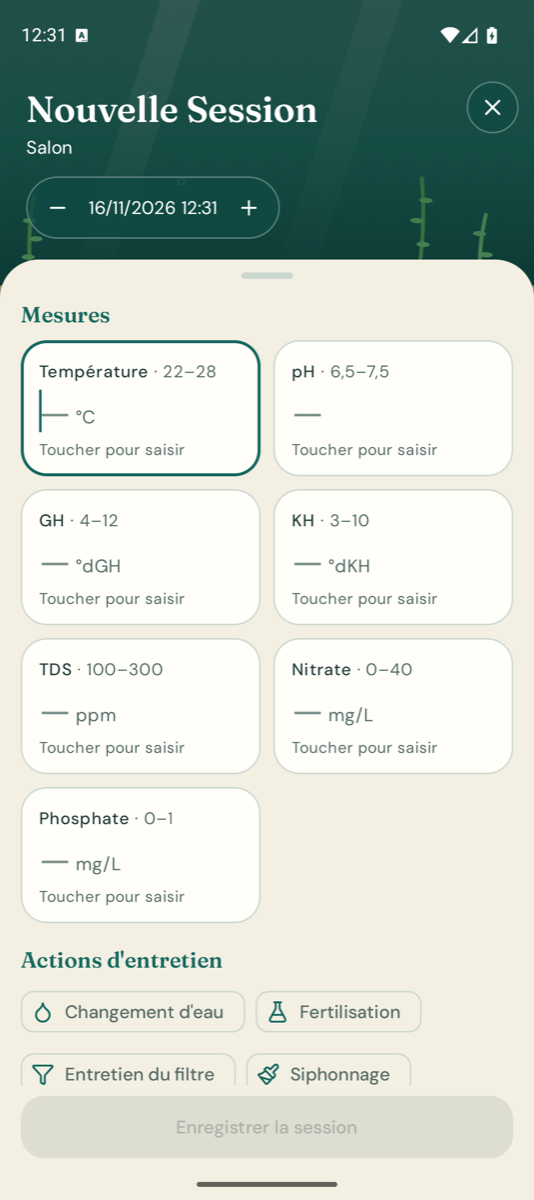 12:31
Nouvelle Session
Salon
− 16/11/2026 12:31 +
Mesures
Température · 22–28
— °C
Toucher pour saisir
pH · 6,5–7,5
—
Toucher pour saisir
GH · 4–12
— °dGH
Toucher pour saisir
KH · 3–10
— °dKH
Toucher pour saisir
TDS · 100–300
— ppm
Toucher pour saisir
Nitrate · 0–40
— mg/L
Toucher pour saisir
Phosphate · 0–1
— mg/L
Toucher pour saisir
Actions d'entretien
Changement d'eau
Fertilisation
Entretien du filtre
Siphonnage
Enregistrer la session